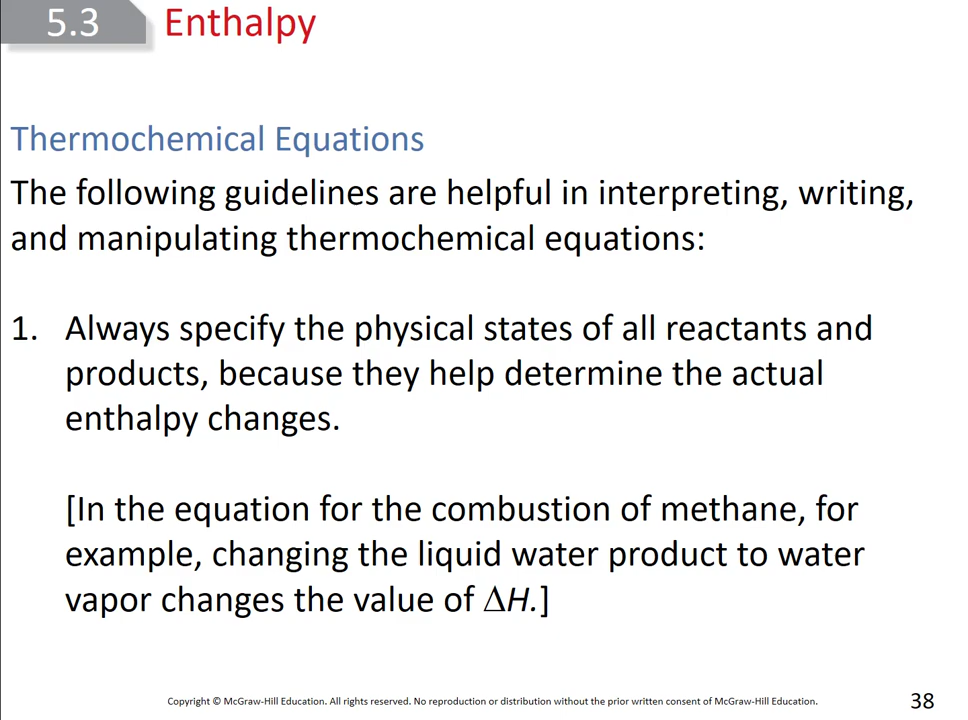 5.3 Enthalpy
Thermochemical Equations
The following guidelines are helpful in interpreting, writing,
and manipulating thermochemical equations:
1. Always specify the physical states of all reactants and
products, because they help determine the actual
enthalpy changes.
[In the equation for the combustion of methane, for
example, changing the liquid water product to water
vapor changes the value of ΔH.]
Copyright © McGraw-Hill Education. All rights reserved. No reproduction or distribution without the prior written consent of McGraw-Hill Education.
38